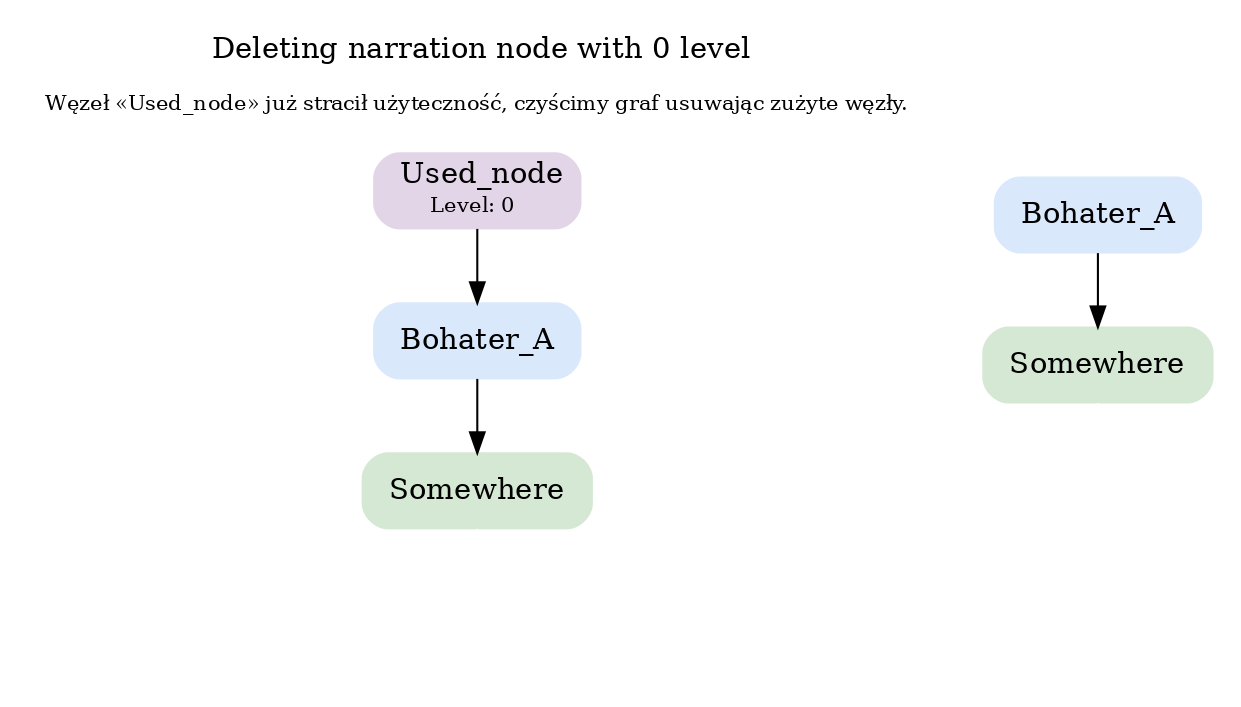 Deleting narration node with 0 level
Węzeł «Used_node» już stracił użyteczność, czyścimy graf usuwając zużyte węzły.
Used_node
Level: 0
Bohater_A
Somewhere
Bohater_A
Somewhere